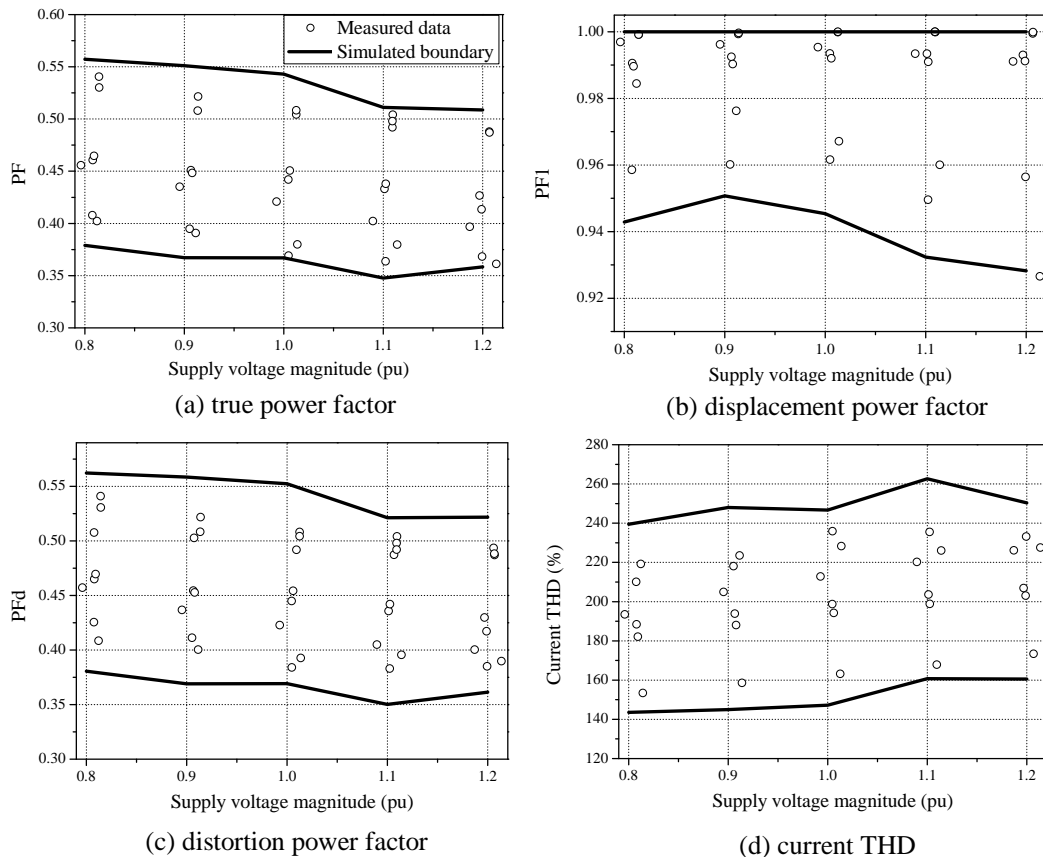 0.60
0.55
0.50
0.45
0.40
0.35
0.30
PF
Measured data
Simulated boundary
0.8 0.9 1.0 1.1 1.2
Supply voltage magnitude (pu)
(a) true power factor
1.00
0.98
0.96
0.94
0.92
PF1
0.8 0.9 1.0 1.1 1.2
Supply voltage magnitude (pu)
(b) displacement power factor
0.55
0.50
0.45
0.40
0.35
0.30
PFd
0.8 0.9 1.0 1.1 1.2
Supply voltage magnitude (pu)
(c) distortion power factor
280
260
240
220
200
180
160
140
120
Current THD (%)
0.8 0.9 1.0 1.1 1.2
Supply voltage magnitude (pu)
(d) current THD